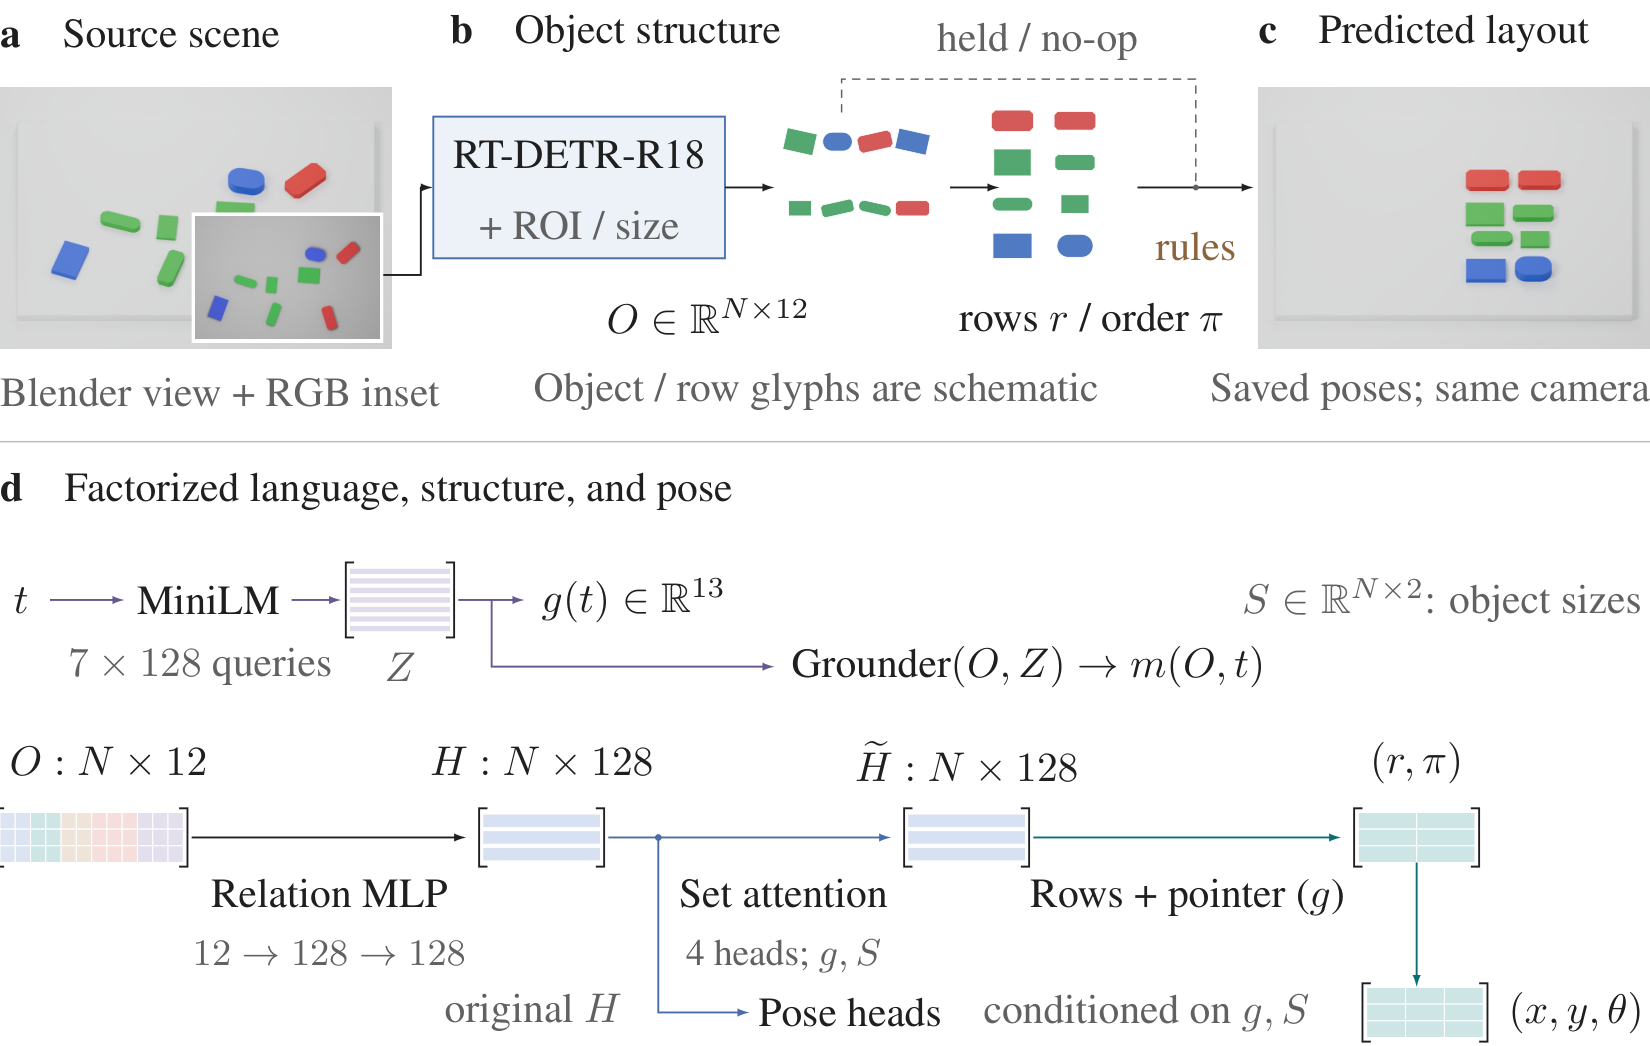 a Source scene
b Object structure
held / no-op
c Predicted layout
RT-DETR-R18
+ ROI / size
rules
O ∈ ℝ^{N×12}
rows r / order π
Blender view + RGB inset
Object / row glyphs are schematic
Saved poses; same camera
d Factorized language, structure, and pose
t
MiniLM
g(t) ∈ ℝ^{13}
S ∈ ℝ^{N×2}: object sizes
7 × 128 queries
Z
Grounder(O, Z) → m(O, t)
O : N × 12
H : N × 128
H̃ : N × 128
(r, π)
Relation MLP
Set attention
Rows + pointer (g)
12 → 128 → 128
4 heads; g, S
original H
Pose heads
conditioned on g, S
(x, y, θ)